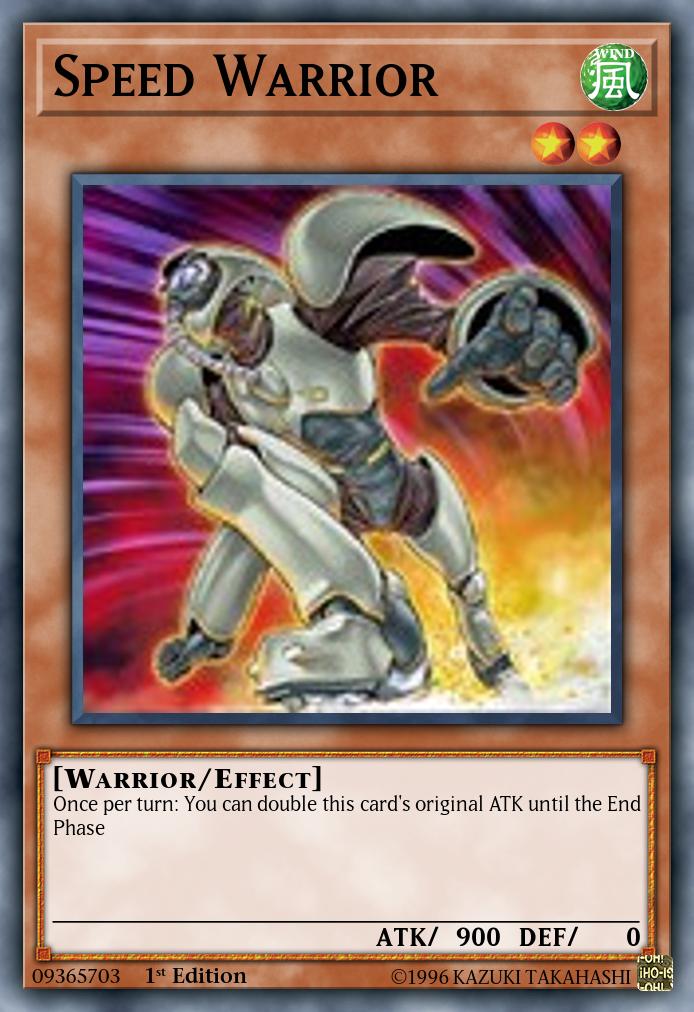 Speed Warrior
WIND
風
[Warrior/Effect]
Once per turn: You can double this card's original ATK until the End
Phase
ATK/ 900 DEF/ 0
09365703 1st Edition ©1996 KAZUKI TAKAHASHI